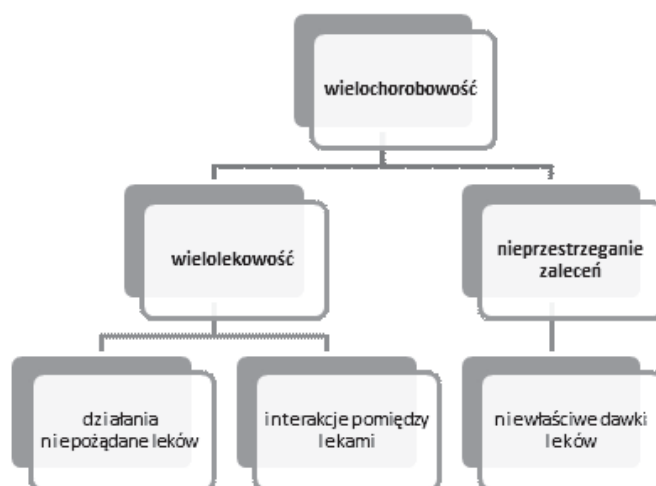 wielochorobowość
wielolekowość
nieprzestrzeganie
zaleceń
działania
niepożądane leków
interakcje pomiędzy
lekami
niewłaściwe dawki
leków